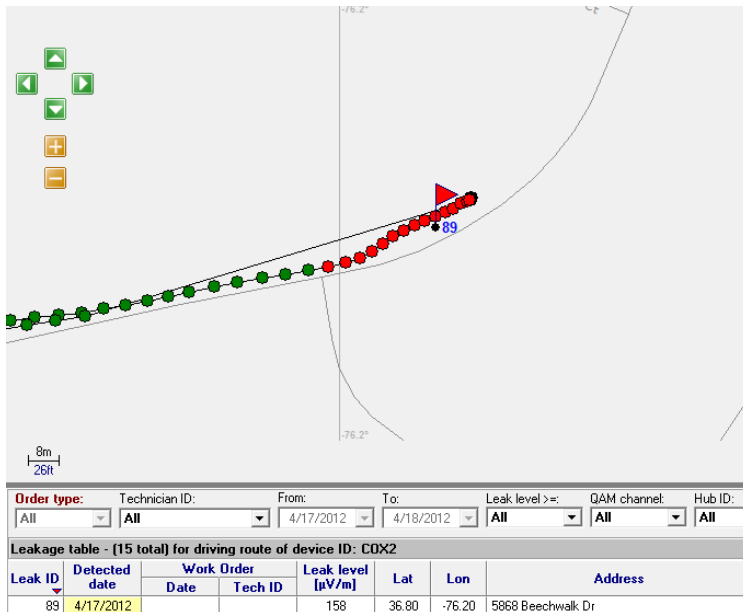 -76.2°
CE
89
-76.2°
8m
26ft
Order type: Technician ID: From: To: Leak level >=: QAM channel: Hub ID:
All All 4/17/2012 4/18/2012 All All All
Leakage table - (15 total) for driving route of device ID: COX2
Leak ID Detected date Work Order Date Tech ID Leak level [µV/m] Lat Lon Address
89 4/17/2012 158 36.80 -76.20 5868 Beechwalk Dr